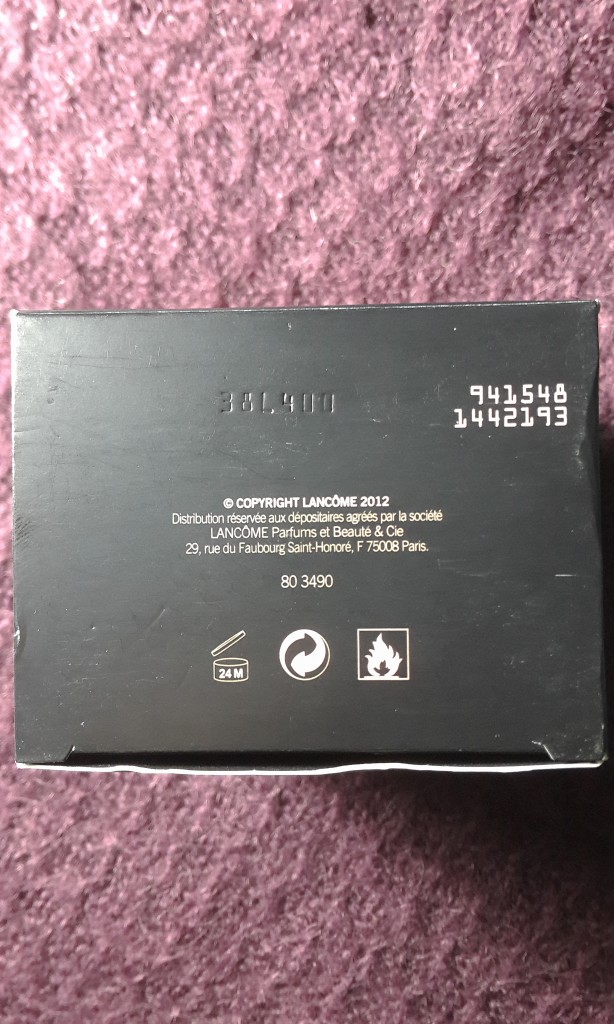 38L400
941548
1442193
© COPYRIGHT LANCÔME 2012
Distribution réservée aux dépositaires agréés par la société
LANCÔME Parfums et Beauté & Cie
29, rue du Faubourg Saint-Honoré, F 75008 Paris.
80 3490
24 M